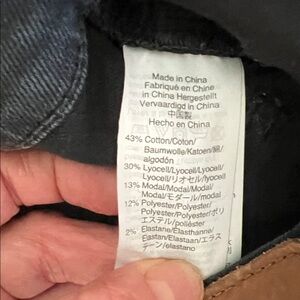 Made in China
Fabriqué en Chine
in China Hergestellt
Vervaardigd in China
中国製
Hecho en China
43% Cotton/Coton/
Baumwolle/Katoen/綿/
algodón
30% Lyocell/Lyocell/Lyocell/
Lyocell/リオセル/lyocell
13% Modal/Modal/Modal/
Modal/モダール/modal
12% Polyester/Polyester/
Polyester/Polyester/ポリ
エステル/poliéster
2% Elastane/Elasthanne/
Elastan/Elastaan/エラス
テーン/elastano